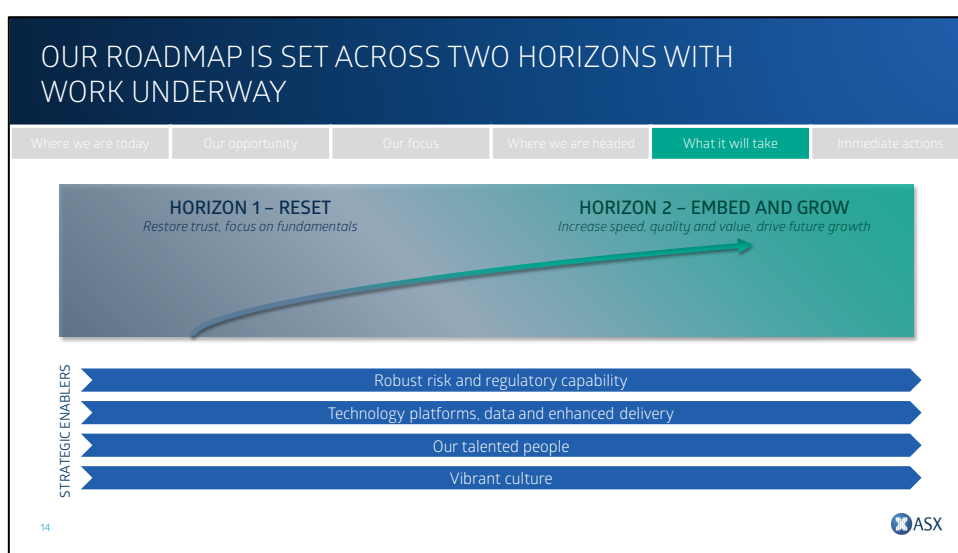 OUR ROADMAP IS SET ACROSS TWO HORIZONS WITH
WORK UNDERWAY
Where we are today
Our opportunity
Our focus
Where we are headed
What it will take
Immediate actions
HORIZON 1 – RESET
Restore trust, focus on fundamentals
HORIZON 2 – EMBED AND GROW
Increase speed, quality and value, drive future growth
STRATEGIC ENABLERS
Robust risk and regulatory capability
Technology platforms, data and enhanced delivery
Our talented people
Vibrant culture
14
ASX